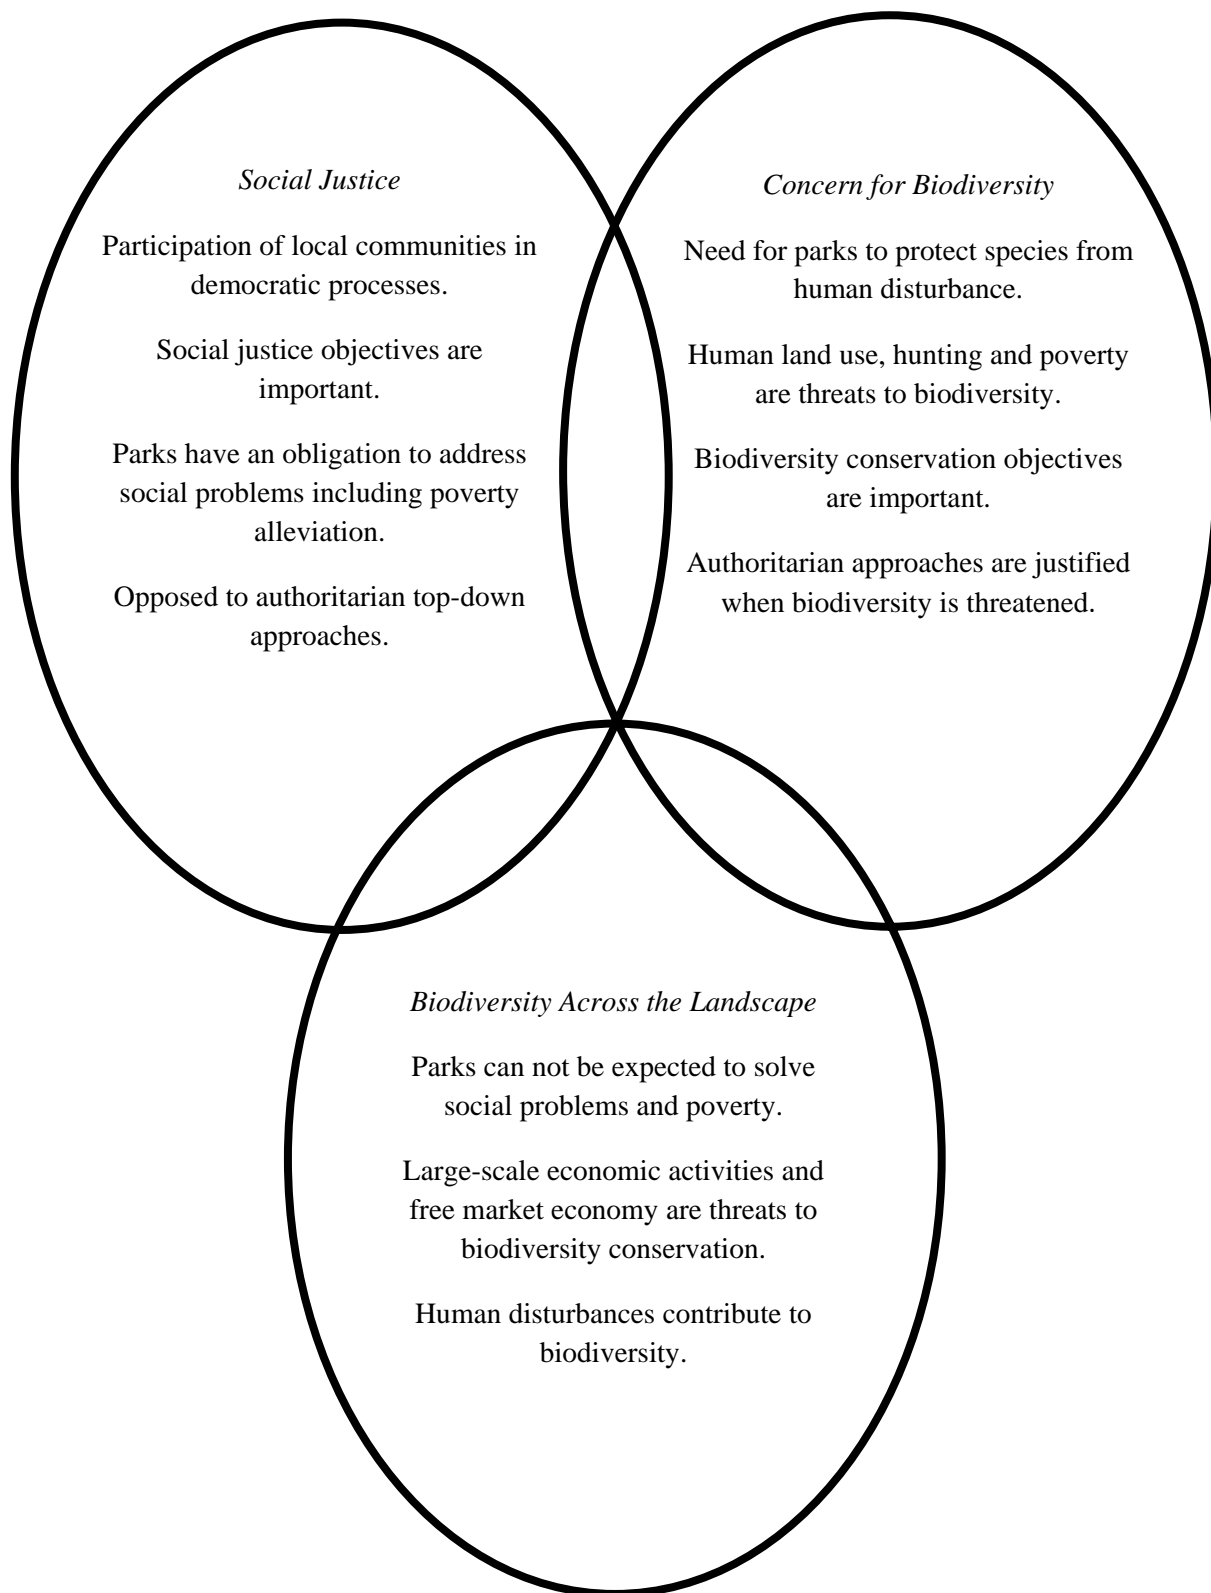 Social Justice
Participation of local communities in
democratic processes.
Social justice objectives are
important.
Parks have an obligation to address
social problems including poverty
alleviation.
Opposed to authoritarian top-down
approaches.
Concern for Biodiversity
Need for parks to protect species from
human disturbance.
Human land use, hunting and poverty
are threats to biodiversity.
Biodiversity conservation objectives
are important.
Authoritarian approaches are justified
when biodiversity is threatened.
Biodiversity Across the Landscape
Parks can not be expected to solve
social problems and poverty.
Large-scale economic activities and
free market economy are threats to
biodiversity conservation.
Human disturbances contribute to
biodiversity.